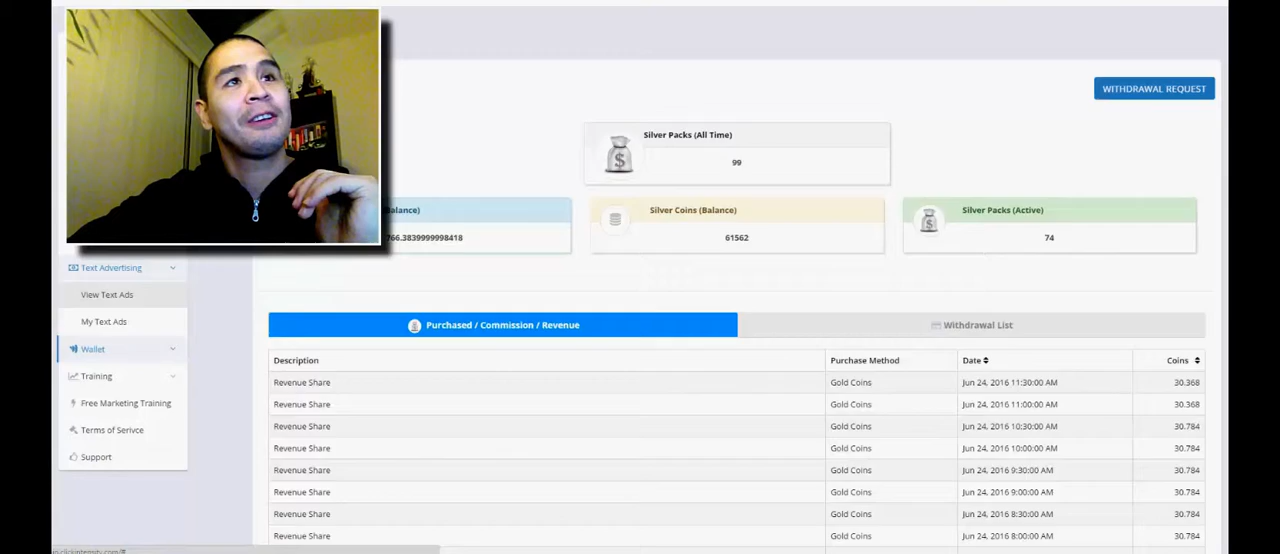 WITHDRAWAL REQUEST
Silver Packs (All Time)
99
Balance)
766.3839999998418
Silver Coins (Balance)
61562
Silver Packs (Active)
74
Text Advertising
View Text Ads
My Text Ads
Wallet
Training
Free Marketing Training
Terms of Serivce
Support
Purchased / Commission / Revenue
Withdrawal List
Description Purchase Method Date Coins
Revenue Share Gold Coins Jun 24, 2016 11:30:00 AM 30.368
Revenue Share Gold Coins Jun 24, 2016 11:00:00 AM 30.368
Revenue Share Gold Coins Jun 24, 2016 10:30:00 AM 30.784
Revenue Share Gold Coins Jun 24, 2016 10:00:00 AM 30.784
Revenue Share Gold Coins Jun 24, 2016 9:30:00 AM 30.784
Revenue Share Gold Coins Jun 24, 2016 9:00:00 AM 30.784
Revenue Share Gold Coins Jun 24, 2016 8:30:00 AM 30.784
Revenue Share Gold Coins Jun 24, 2016 8:00:00 AM 30.784